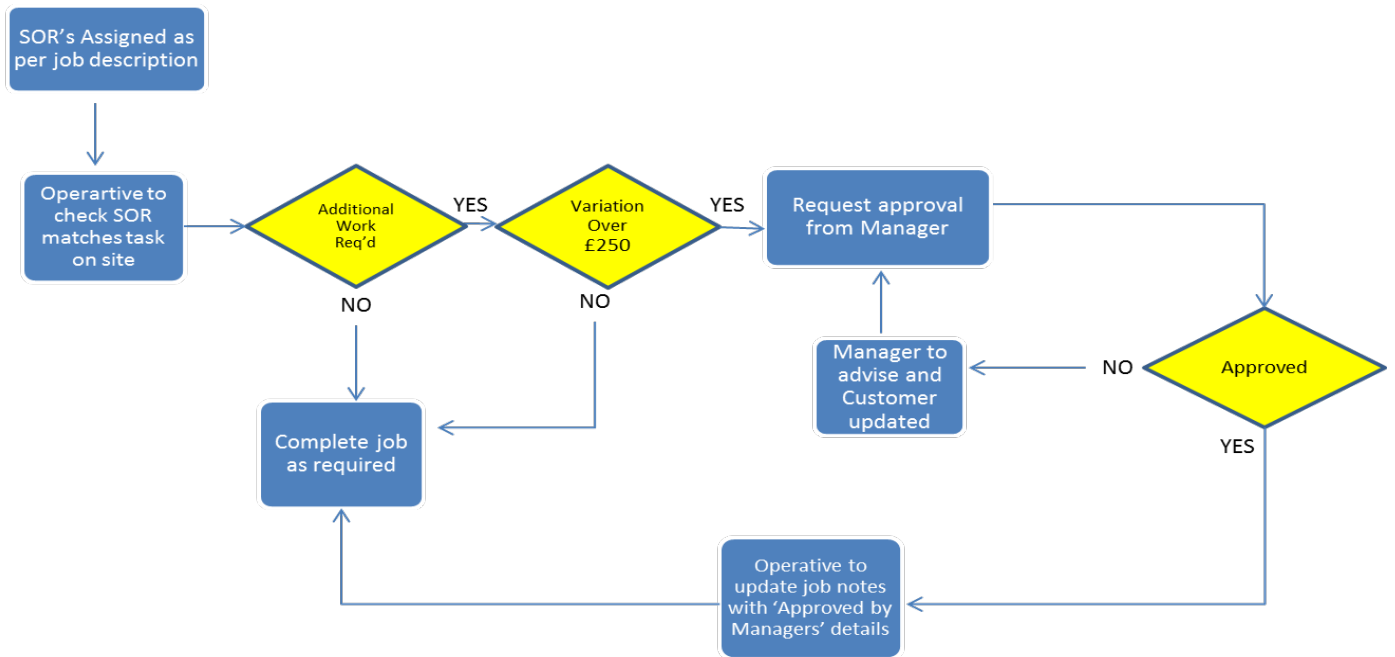 SOR's Assigned as
per job description
Operartive to
check SOR
matches task
on site
Additional
Work
Req'd
YES
NO
Variation
Over
£250
YES
NO
Request approval
from Manager
Approved
NO
YES
Manager to
advise and
Customer
updated
Complete job
as required
Operative to
update job notes
with ‘Approved by
Managers’ details